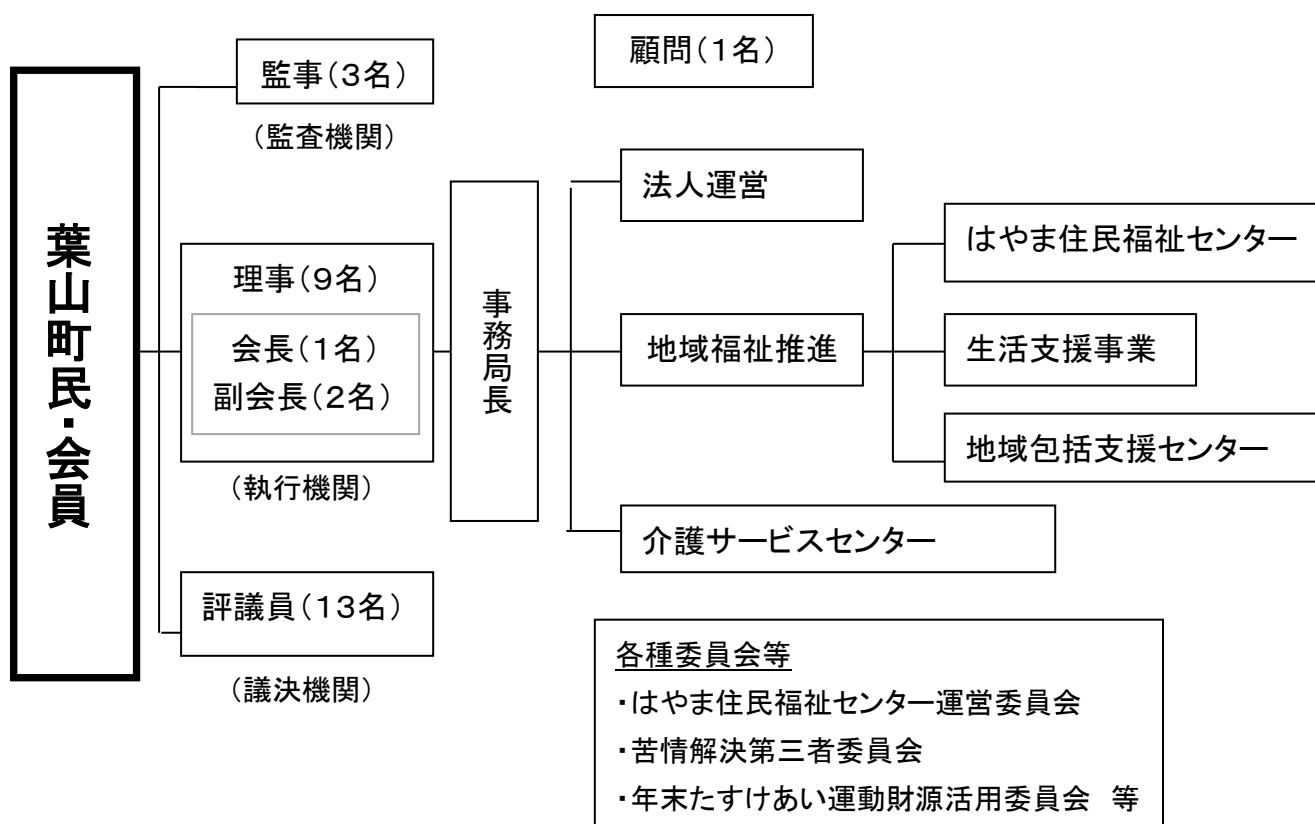 葉山町民・会員
監事(3名)
(監査機関)
理事(9名)
会長(1名)
副会長(2名)
(執行機関)
評議員(13名)
(議決機関)
事務局長
顧問(1名)
法人運営
地域福祉推進
介護サービスセンター
はやま住民福祉センター
生活支援事業
地域包括支援センター
各種委員会等
・はやま住民福祉センター運営委員会
・苦情解決第三者委員会
・年末たすけあい運動財源活用委員会　等